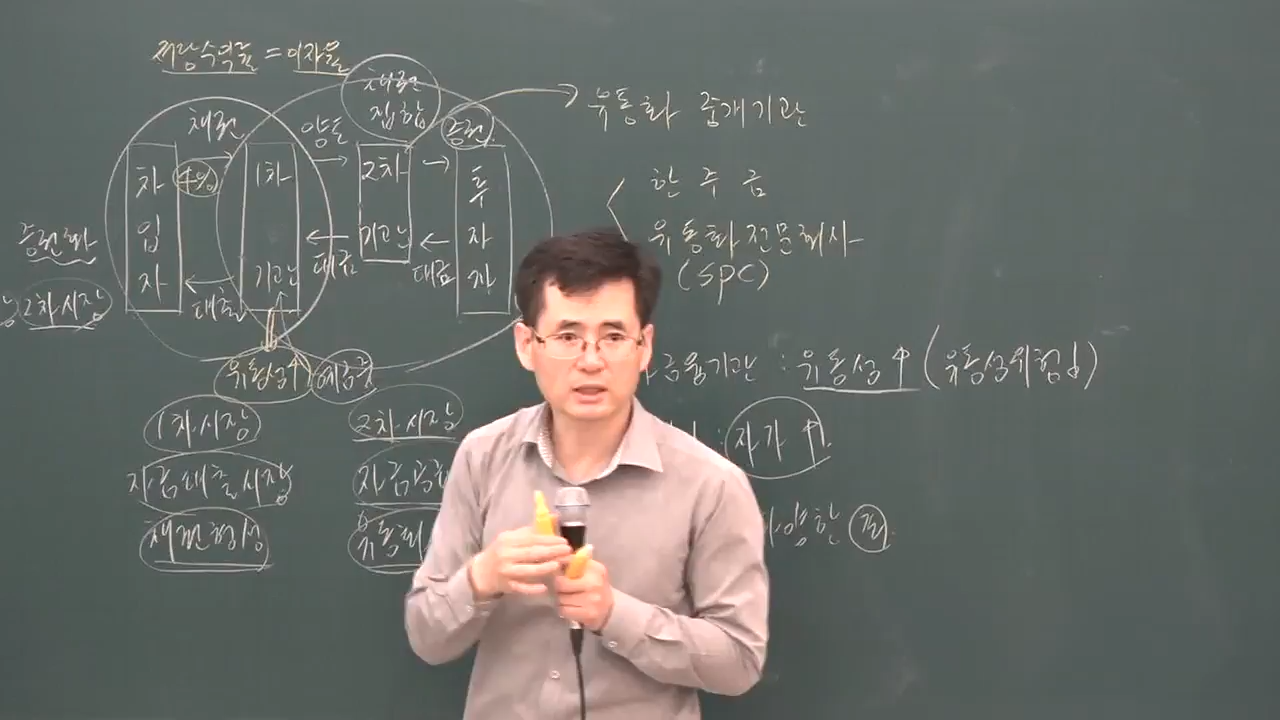 저당수익률 = 이자율
채권
집합
채권
양도
증권
유동화 중개기관
차입자
4%
1차
기관
2차
기관
투자자
한 주 금
유동화전문회사
(SPC)
증권화
대출
대금
대금
2차시장
유동성↑
금융기관 : 유동성↑ (유동성위험↓)
1차시장
2차시장
: 자가↑
자금대출시장
채권형성
유동화
다양한